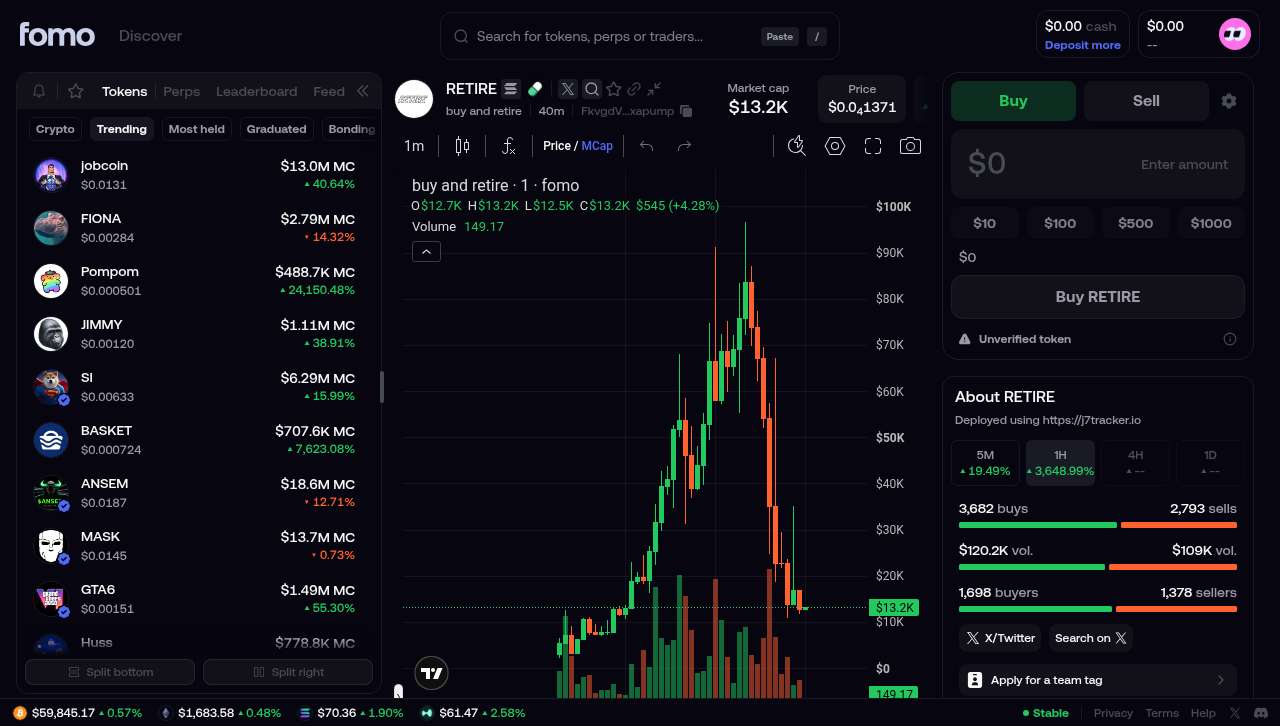 fomo
Discover
Search for tokens, perps or traders...
Paste
/
$0.00 cash
Deposit more
$0.00
--
Tokens Perps Leaderboard Feed
Crypto Trending Most held Graduated Bonding
jobcoin $13.0M MC
$0.0131 40.64%
FIONA $2.79M MC
$0.00284 14.32%
Pompom $488.7K MC
$0.000501 24,150.48%
JIMMY $1.11M MC
$0.00120 38.91%
SI $6.29M MC
$0.00633 15.99%
BASKET $707.6K MC
$0.000724 7,623.08%
ANSEM $18.6M MC
$0.0187 12.71%
MASK $13.7M MC
$0.0145 0.73%
GTA6 $1.49M MC
$0.00151 55.30%
Huss $778.8K MC
Split bottom Split right
RETIRE
buy and retire 40m FkvgdV...xapump
Market cap
$13.2K
Price
$0.0₄1371
1m
Price / MCap
buy and retire · 1 · fomo
O$12.7K H$13.2K L$12.5K C$13.2K $545 (+4.28%)
Volume 149.17
$100K
$90K
$80K
$70K
$60K
$50K
$40K
$30K
$20K
$13.2K
$10K
$0
149.17
Buy Sell
$0 Enter amount
$10 $100 $500 $1000
$0
Buy RETIRE
Unverified token
About RETIRE
Deployed using https://j7tracker.io
5M 1H 4H 1D
19.49% 3,648.99% -- --
3,682 buys 2,793 sells
$120.2K vol. $109K vol.
1,698 buyers 1,378 sellers
X/Twitter Search on X
Apply for a team tag
$59,845.17 0.57% $1,683.58 0.48% $70.36 1.90% $61.47 2.58%
Stable Privacy Terms Help